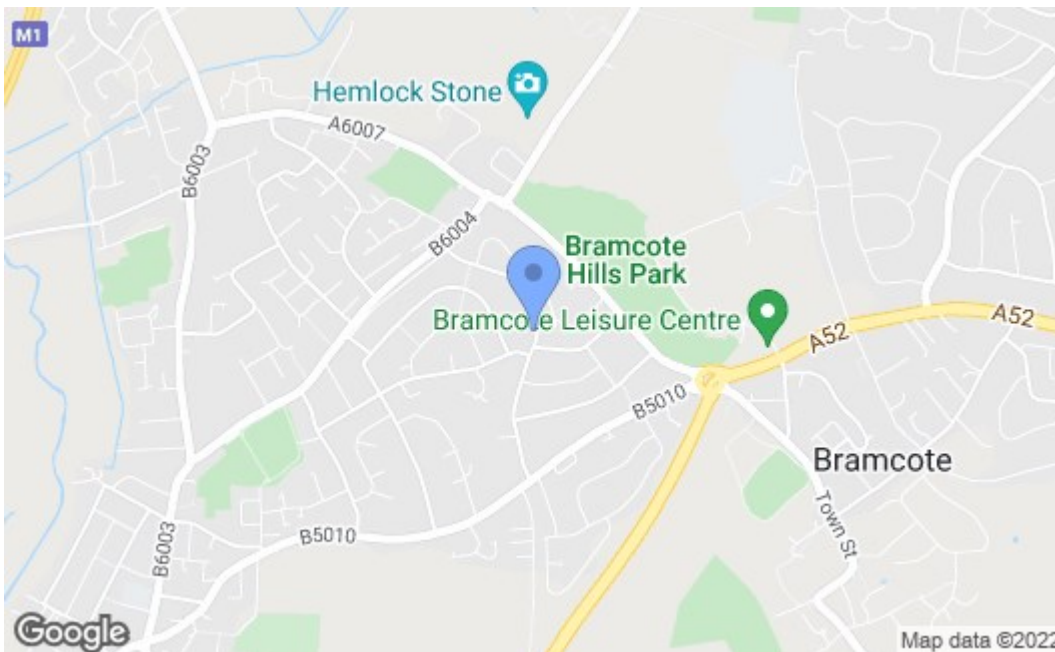 M1
Hemlock Stone
A6007
B6003
B6004
Bramcote
Hills Park
Bramcote Leisure Centre
A52
A52
B5010
Bramcote
Town St
B5010
B6003
Google
Map data ©2022